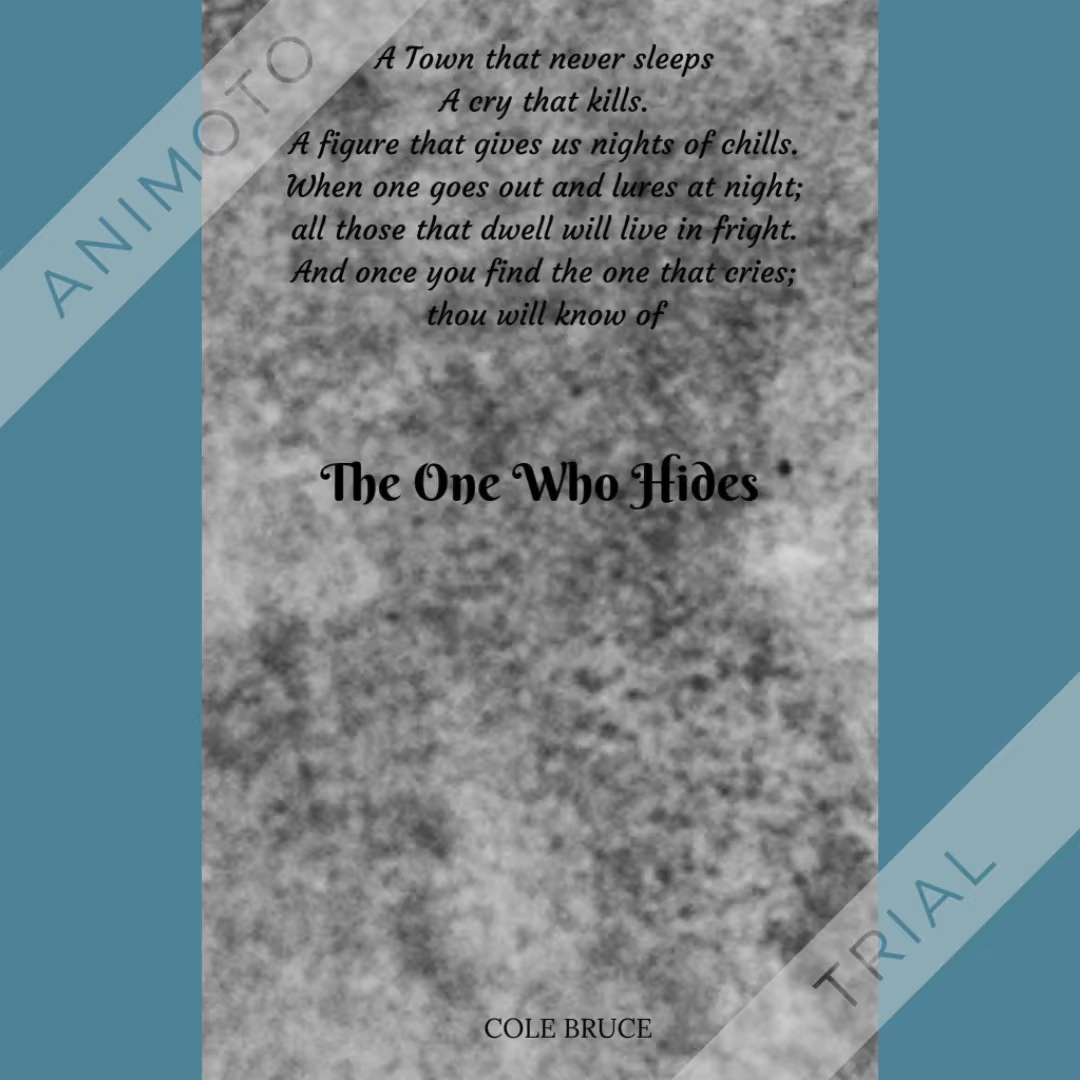 A Town that never sleeps
A cry that kills.
A figure that gives us nights of chills.
When one goes out and lures at night;
all those that dwell will live in fright.
And once you find the one that cries;
thou will know of
The One Who Hides
COLE BRUCE
ANIMOTO
TRIAL